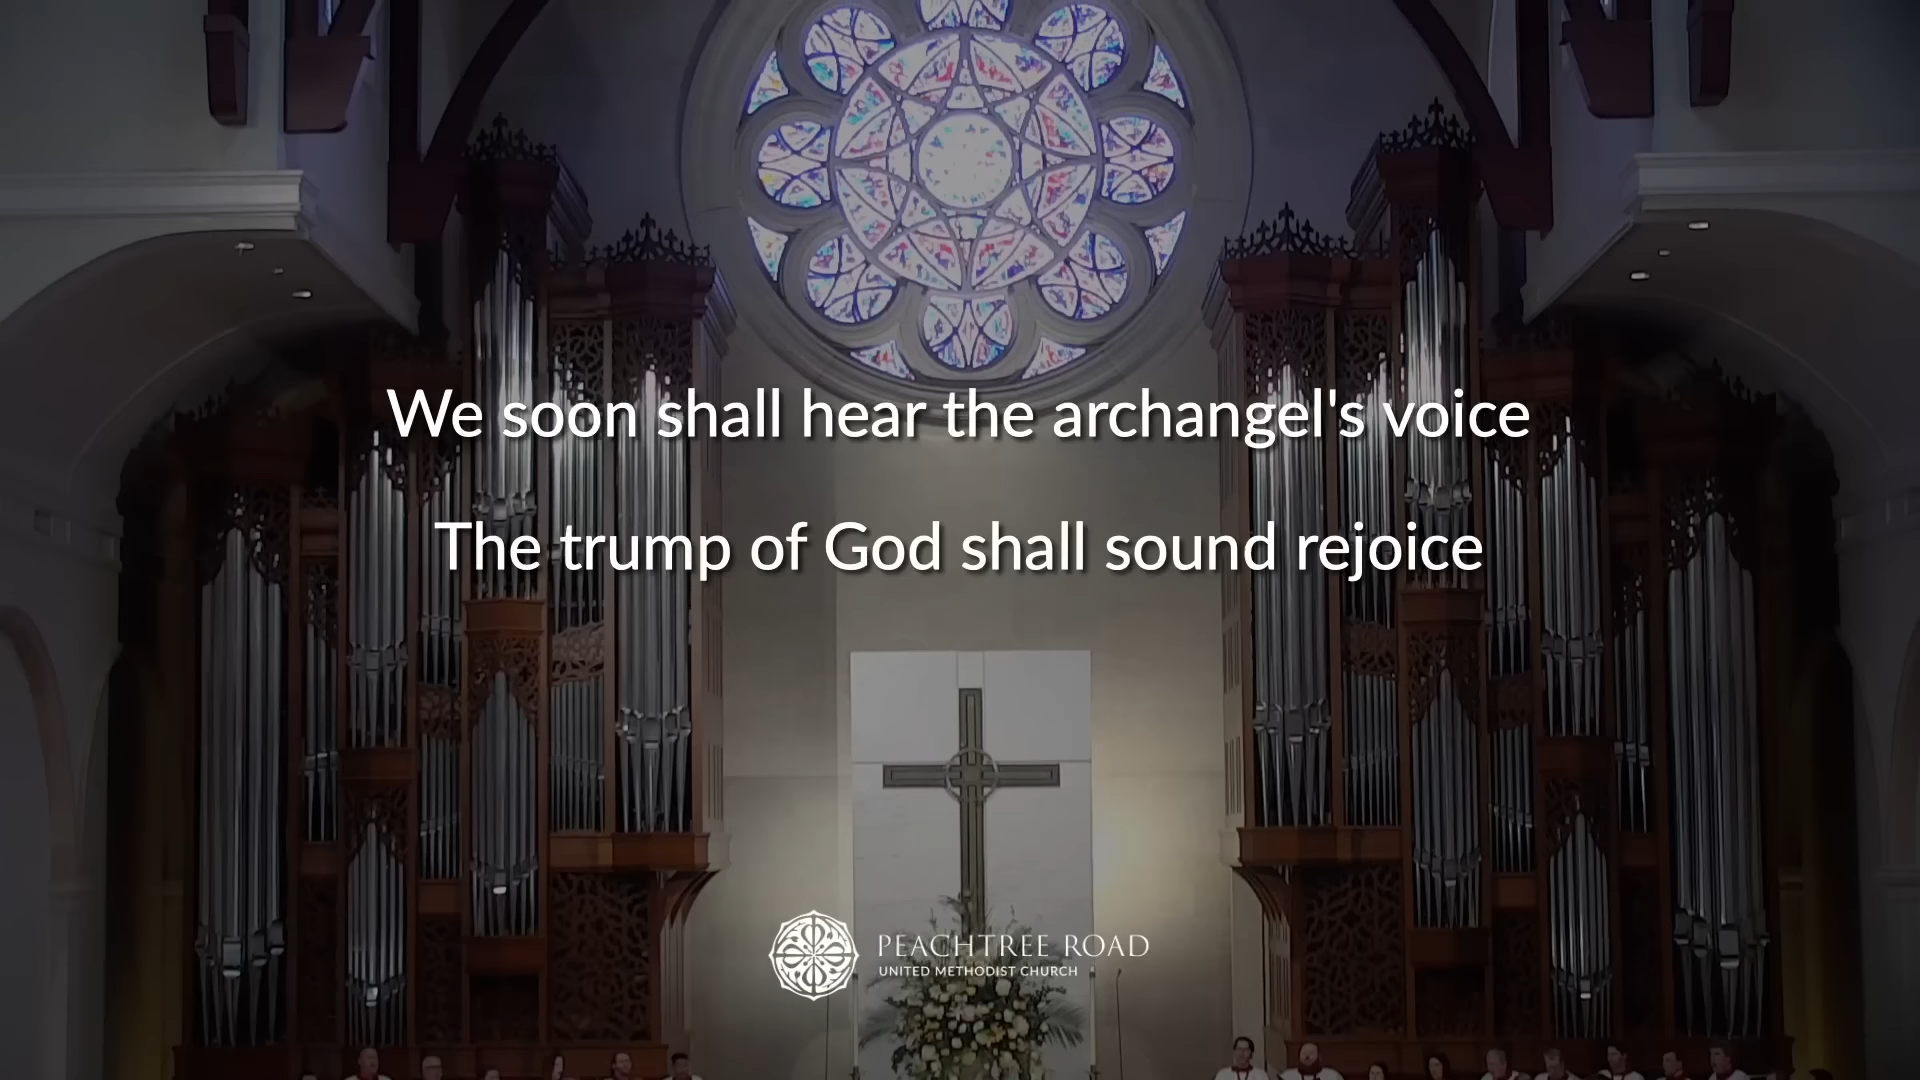 We soon shall hear the archangel's voice
The trump of God shall sound rejoice
PEACHTREE ROAD
UNITED METHODIST CHURCH